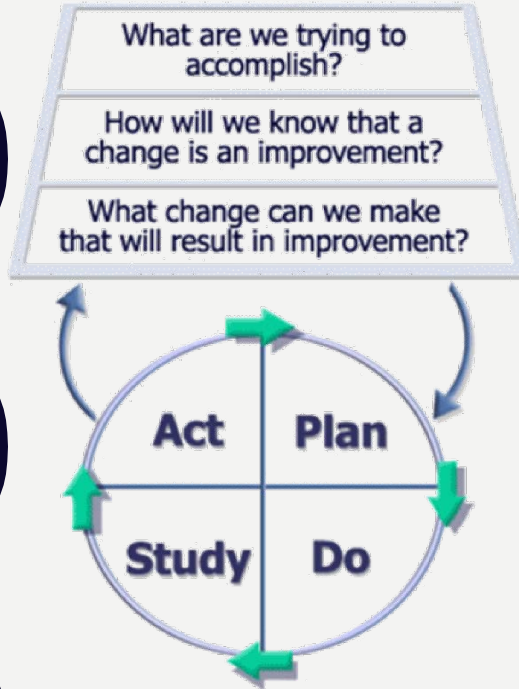 What are we trying to
accomplish?
How will we know that a
change is an improvement?
What change can we make
that will result in improvement?
Act
Plan
Study
Do